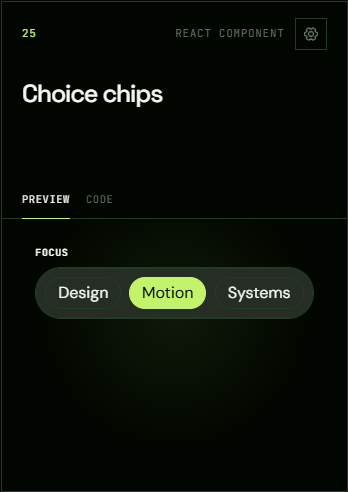 25 REACT COMPONENT
Choice chips
PREVIEW CODE
FOCUS
Design Motion Systems